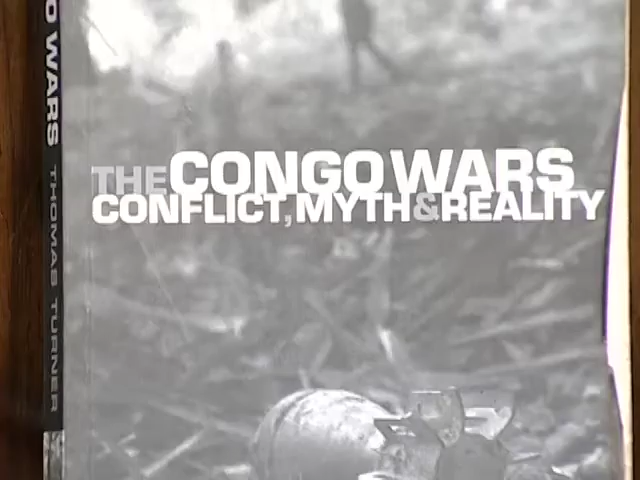 THE CONGO WARS
CONFLICT, MYTH & REALITY
O WARS THOMAS TURNER